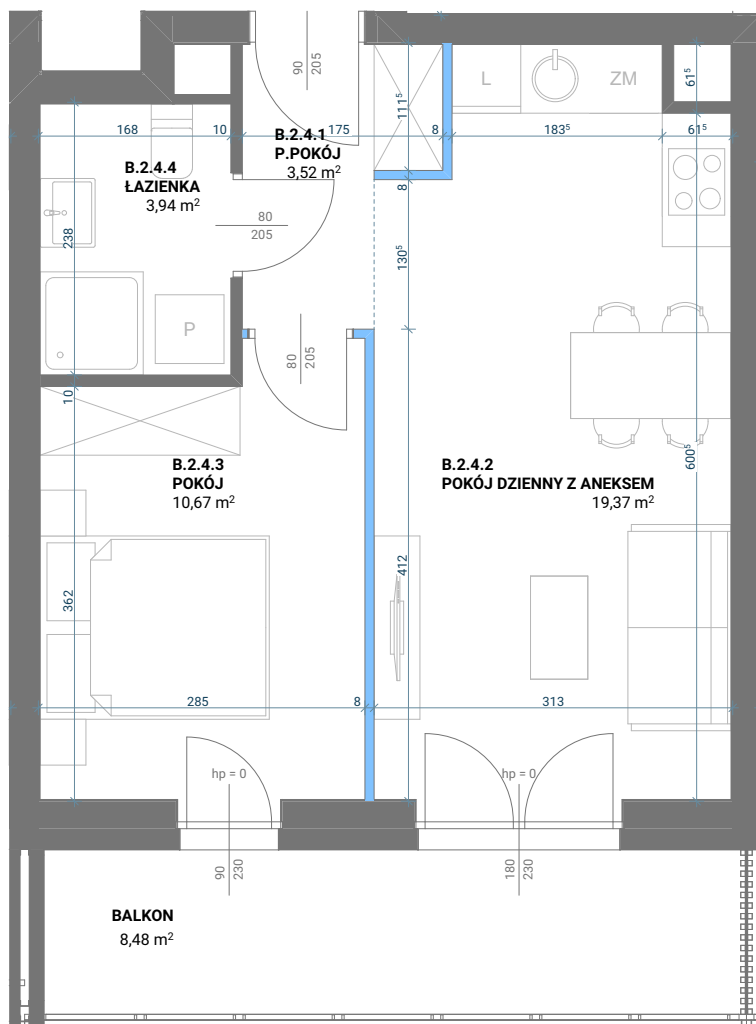 90
205
L
ZM
61⁵
111⁵
168
10
175
8
183⁵
61⁵
B.2.4.1
P.POKÓJ
3,52 m²
B.2.4.4
ŁAZIENKA
3,94 m²
8
80
205
238
130⁵
P
80
205
10
B.2.4.3
POKÓJ
10,67 m²
B.2.4.2
POKÓJ DZIENNY Z ANEKSEM
19,37 m²
600⁵
412
362
285
8
313
hp = 0
hp = 0
90
230
180
230
BALKON
8,48 m²